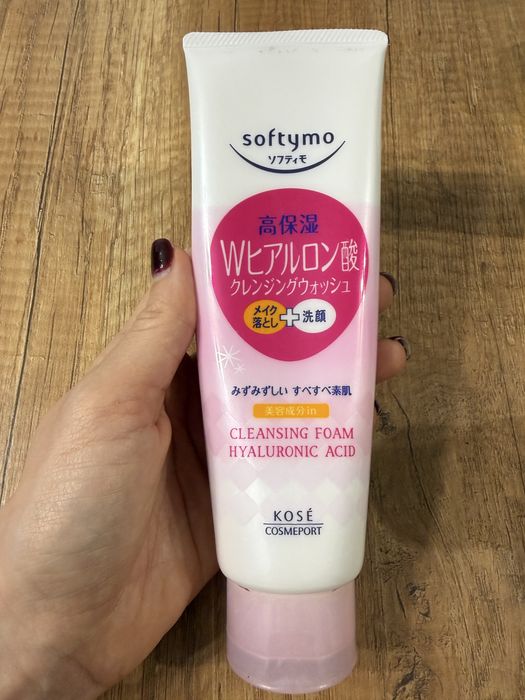 softymo
ソフティモ
高保湿
Wヒアルロン酸
クレンジングウォッシュ
メイク落とし+洗顔
みずみずしい すべすべ素肌
美容成分in
CLEANSING FOAM
HYALURONIC ACID
KOSÉ
COSMEPORT